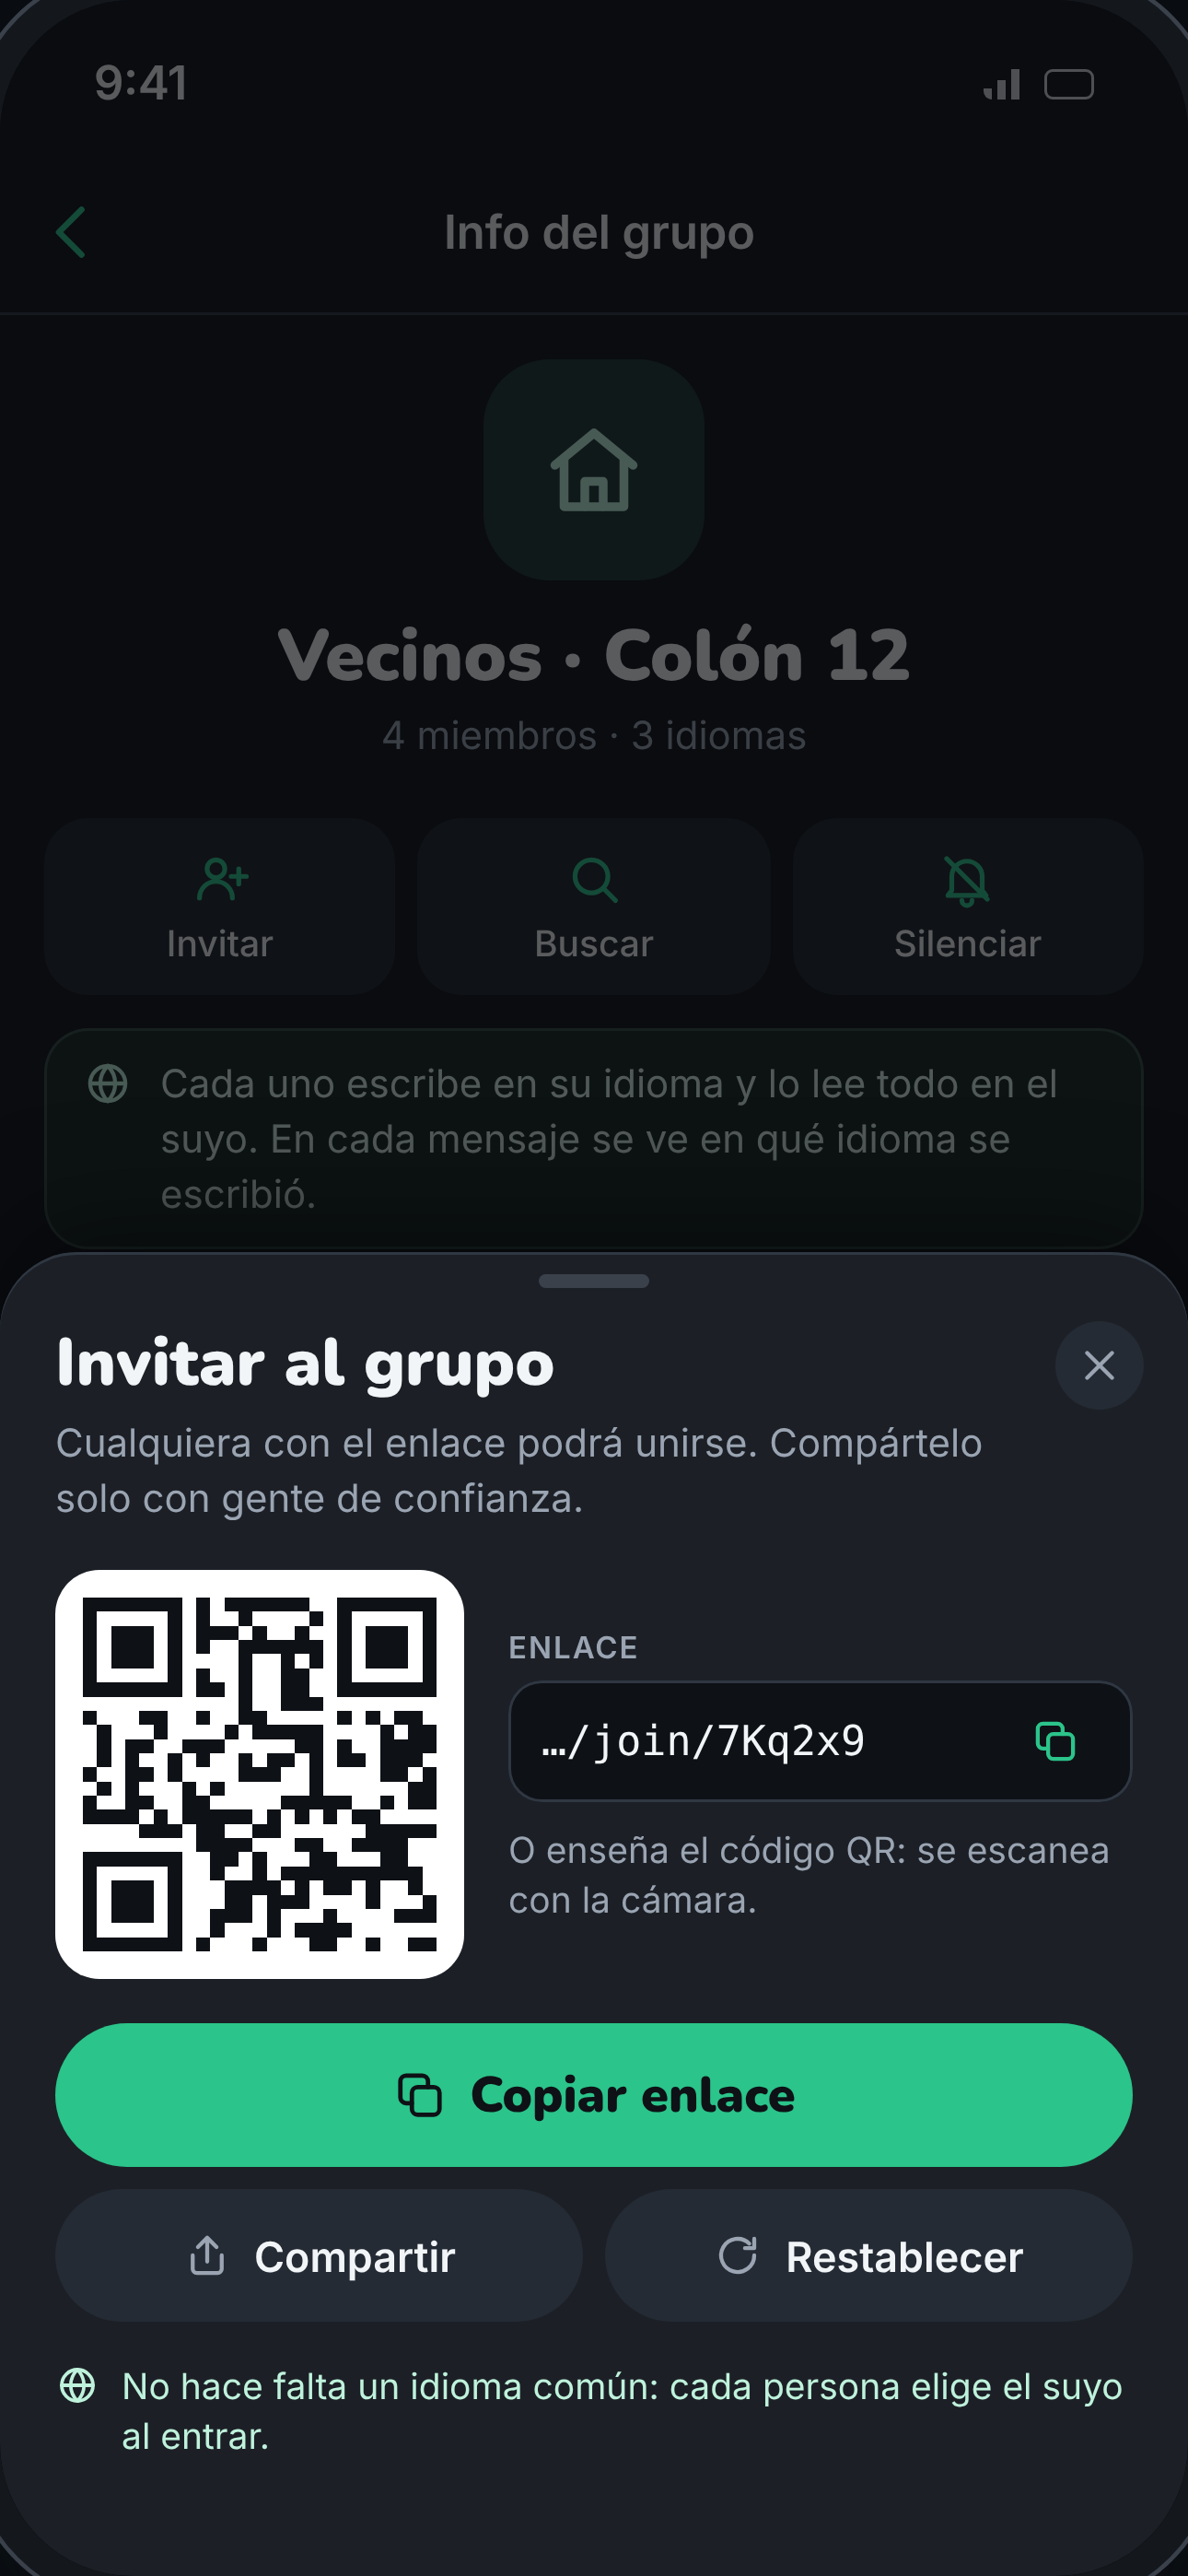 9:41
Info del grupo
Vecinos · Colón 12
4 miembros · 3 idiomas
Invitar
Buscar
Silenciar
Cada uno escribe en su idioma y lo lee todo en el
suyo. En cada mensaje se ve en qué idioma se
escribió.
Invitar al grupo
Cualquiera con el enlace podrá unirse. Compártelo
solo con gente de confianza.
ENLACE
…/join/7Kq2x9
O enseña el código QR: se escanea
con la cámara.
Copiar enlace
Compartir
Restablecer
No hace falta un idioma común: cada persona elige el suyo
al entrar.